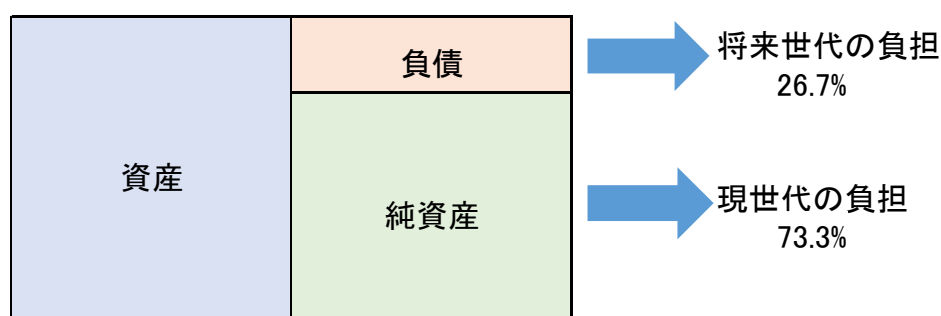 資産
負債
純資産
将来世代の負担
26.7%
現世代の負担
73.3%